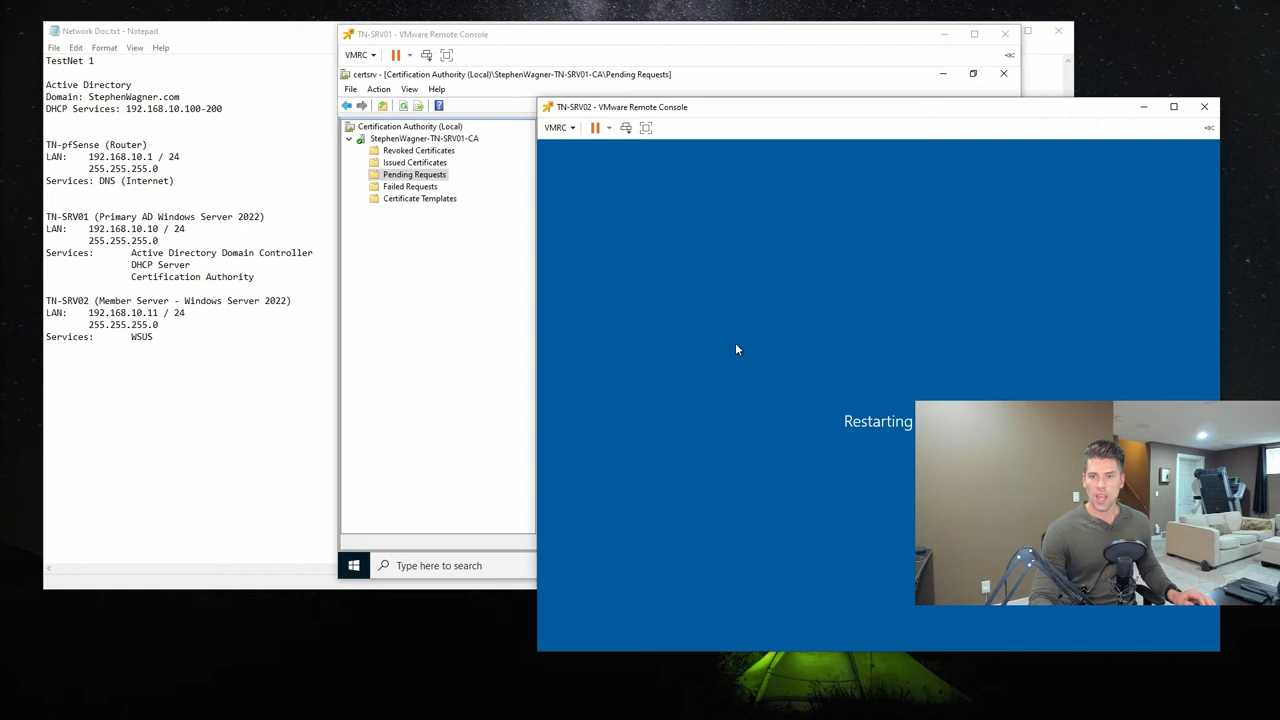 Network Doc.txt - Notepad
File Edit Format View Help
TestNet 1
Active Directory
Domain: StephenWagner.com
DHCP Services: 192.168.10.100-200
TN-pfSense (Router)
LAN: 192.168.10.1 / 24
255.255.255.0
Services: DNS (Internet)
TN-SRV01 (Primary AD Windows Server 2022)
LAN: 192.168.10.10 / 24
255.255.255.0
Services: Active Directory Domain Controller
DHCP Server
Certification Authority
TN-SRV02 (Member Server - Windows Server 2022)
LAN: 192.168.10.11 / 24
255.255.255.0
Services: WSUS
TN-SRV01 - VMware Remote Console
VMRC
certsrv - [Certification Authority (Local)\StephenWagner-TN-SRV01-CA\Pending Requests]
File Action View Help
Certification Authority (Local)
StephenWagner-TN-SRV01-CA
Revoked Certificates
Issued Certificates
Pending Requests
Failed Requests
Certificate Templates
Type here to search
TN-SRV02 - VMware Remote Console
VMRC
Restarting